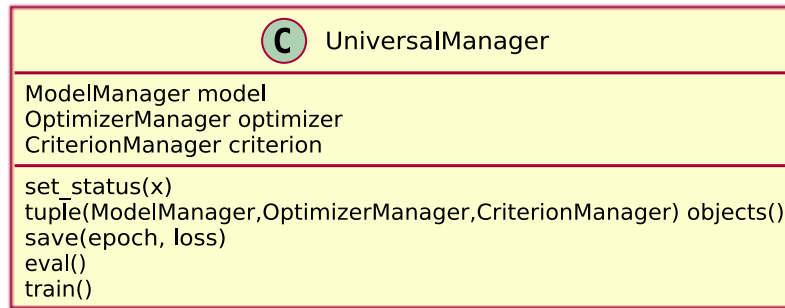 C UniversalManager
ModelManager model
OptimizerManager optimizer
CriterionManager criterion
set_status(x)
tuple(ModelManager,OptimizerManager,CriterionManager) objects()
save(epoch, loss)
eval()
train()